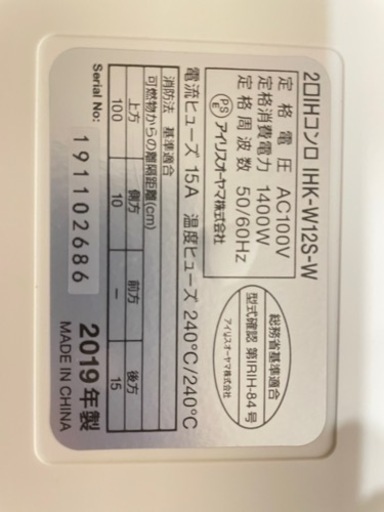 2口IHコンロ IHK-W12S-W
定格電圧 AC100V
定格消費電力 1400W
定格周波数 50/60Hz
PSE アイリスオーヤマ株式会社
総務省基準適合
型式確認 第IRIH-84号
アイリスオーヤマ株式会社
電流ヒューズ 15A 温度ヒューズ 240℃/240℃
消防法 基準適合
可燃物からの離隔距離(cm)
上方 側方 前方 後方
100 10 － 15
Serial No:
191102686
2019年製
MADE IN CHINA